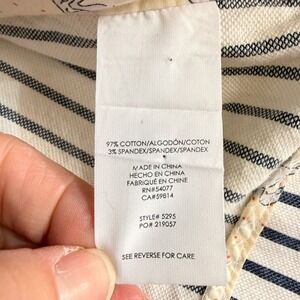 97% COTTON/ALGODÓN/COTON
3% SPANDEX/SPANDEX/SPANDEX
MADE IN CHINA
HECHO EN CHINA
FABRIQUÉ EN CHINE
RN#54077
CA#59814
STYLE# 5295
PO# 219057
SEE REVERSE FOR CARE